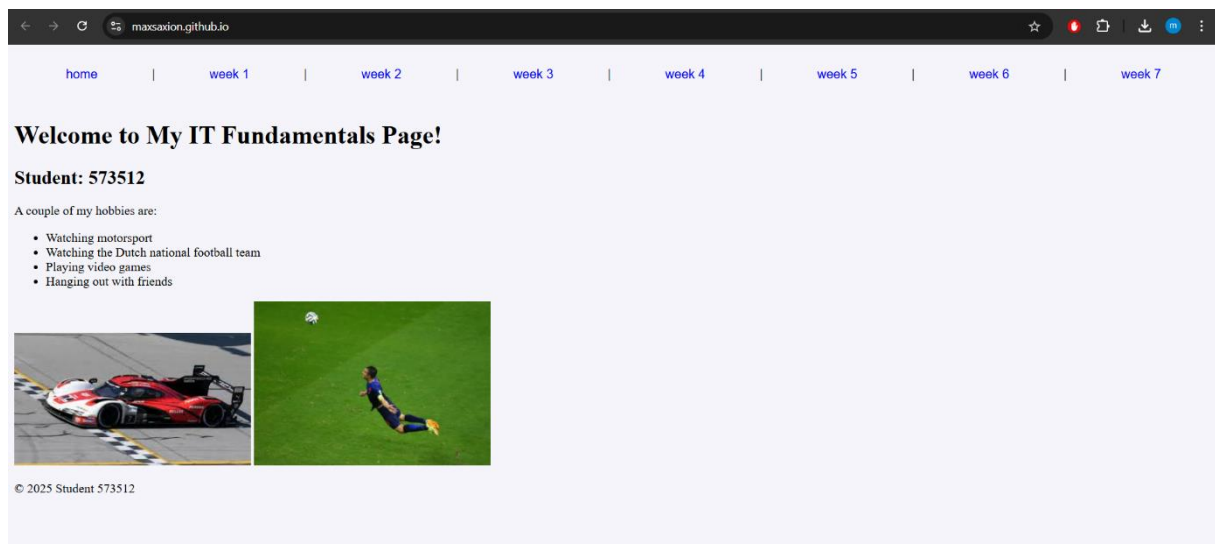 maxsaxion.github.io
m
home | week 1 | week 2 | week 3 | week 4 | week 5 | week 6 | week 7
Welcome to My IT Fundamentals Page!
Student: 573512
A couple of my hobbies are:
• Watching motorsport
• Watching the Dutch national football team
• Playing video games
• Hanging out with friends
© 2025 Student 573512